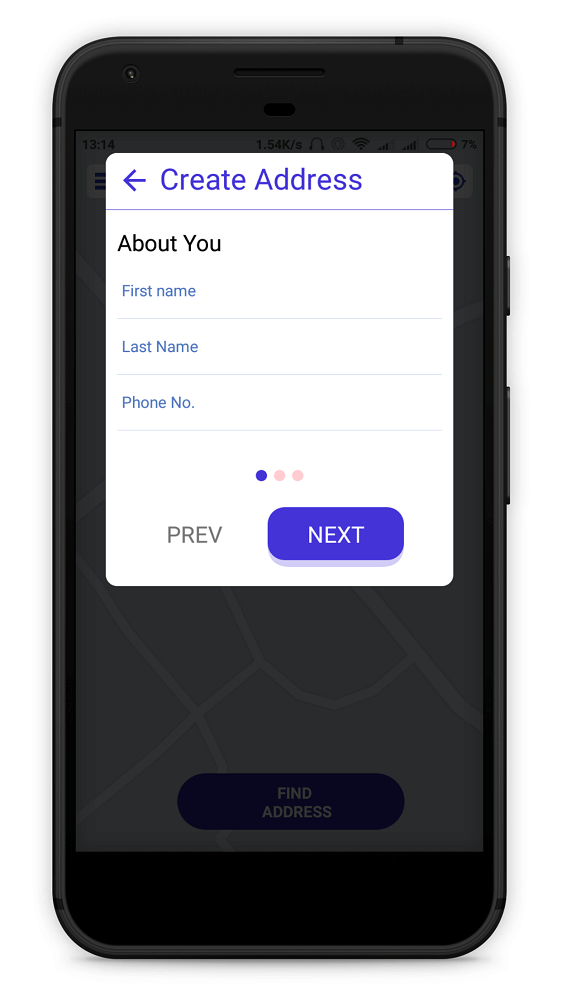 13:14 1.54K/s 7%
Create Address
About You
First name
Last Name
Phone No.
PREV NEXT
FIND
ADDRESS